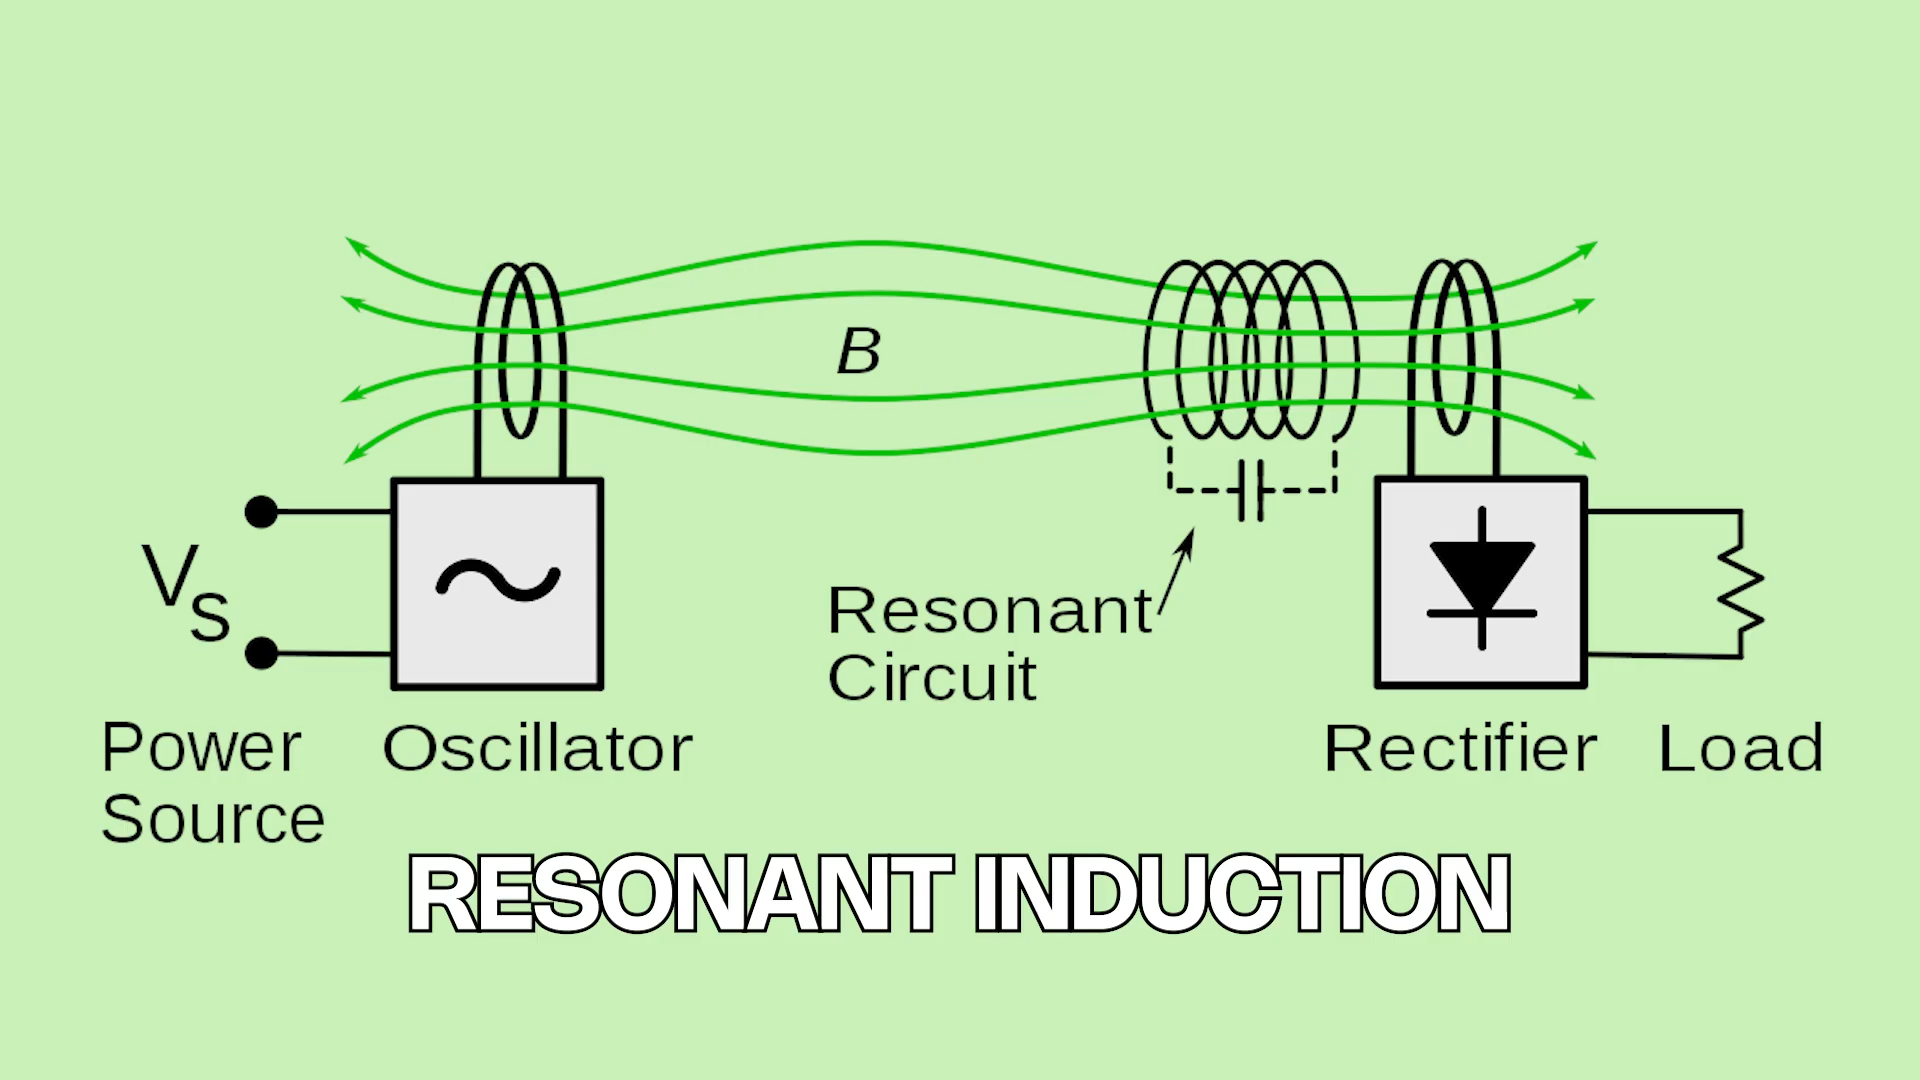 B
Vs
Resonant
Circuit
Power
Source
Oscillator
Rectifier
Load
RESONANT INDUCTION